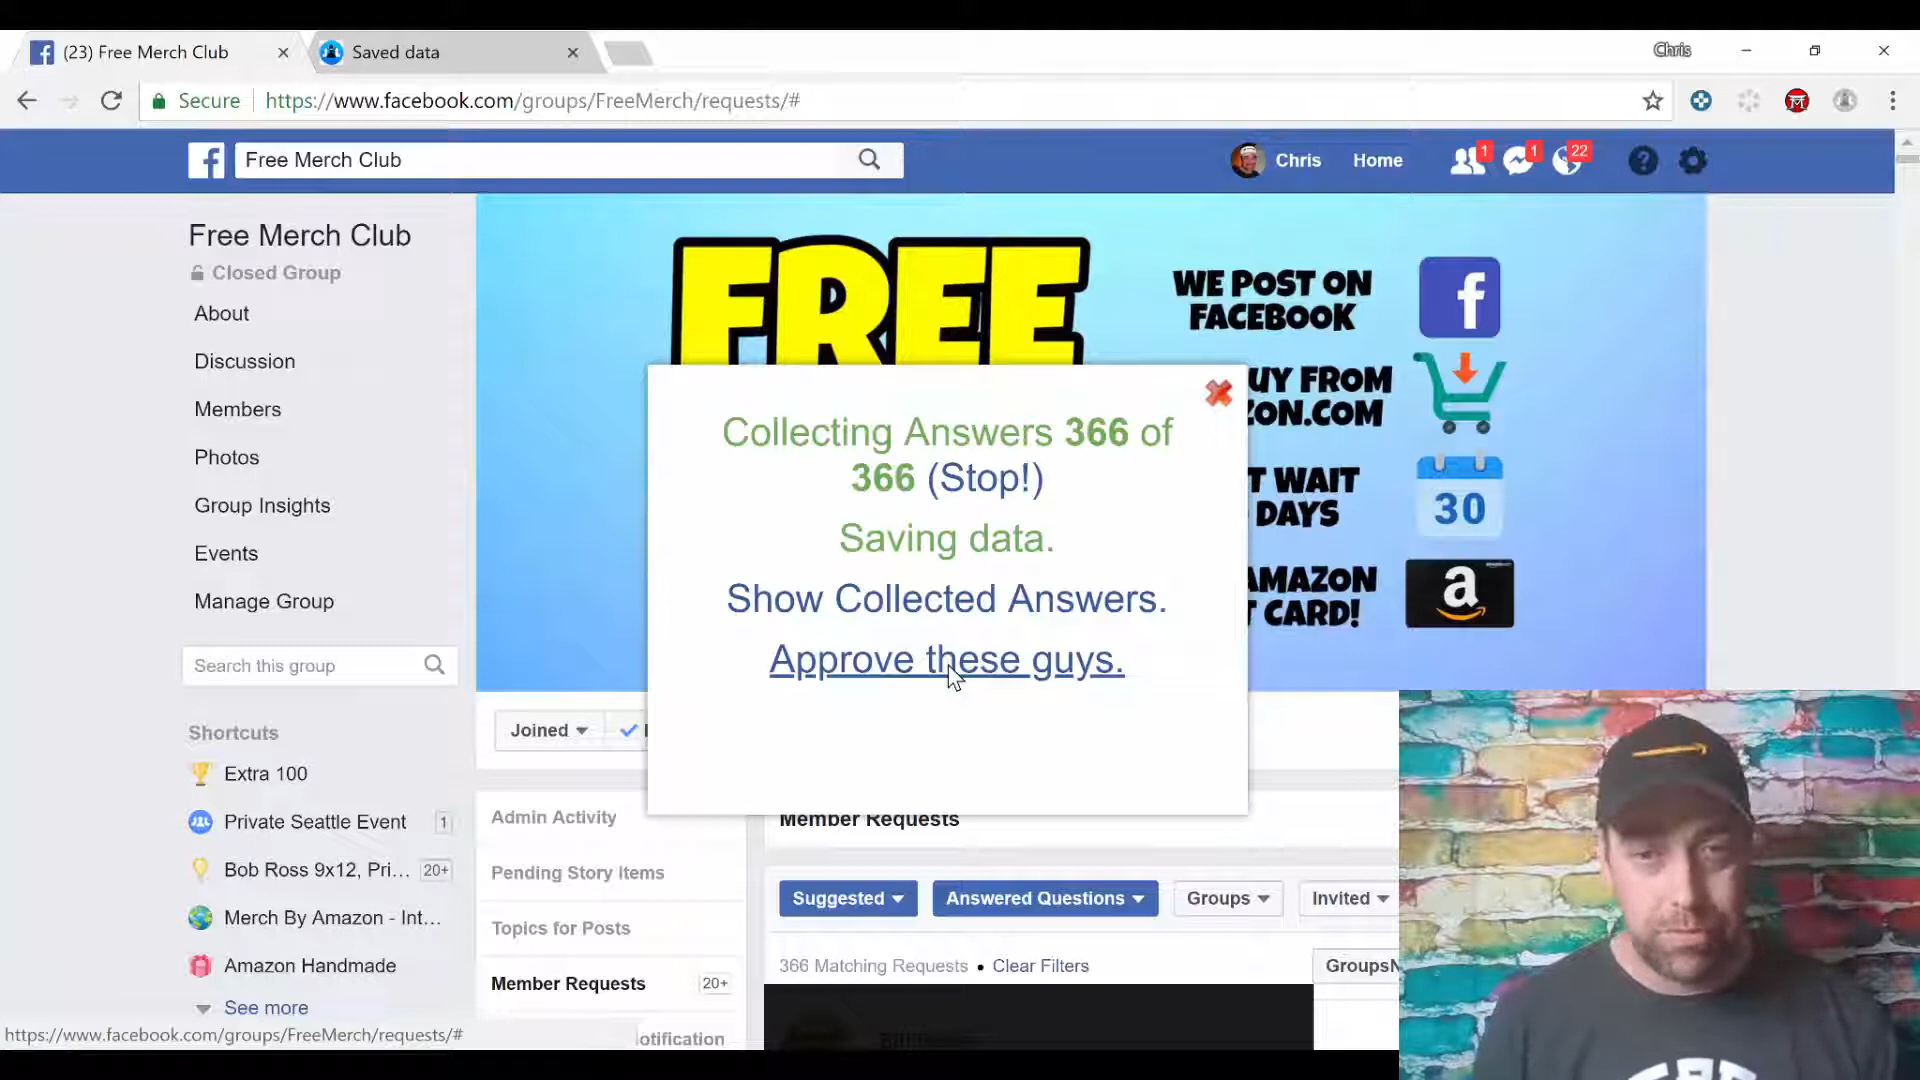 (23) Free Merch Club
Saved data
Chris
Secure
https://www.facebook.com/groups/FreeMerch/requests/#
Free Merch Club
Chris
Home
1
1
22
Free Merch Club
Closed Group
About
Discussion
Members
Photos
Group Insights
Events
Manage Group
Search this group
Shortcuts
Extra 100
Private Seattle Event 1
Bob Ross 9x12, Pri... 20+
Merch By Amazon - Int...
Amazon Handmade
See more
https://www.facebook.com/groups/FreeMerch/requests/#
FREE
WE POST ON
FACEBOOK
UY FROM
ZON.COM
T WAIT
DAYS
30
AMAZON
T CARD!
a
Collecting Answers 366 of
366 (Stop!)
Saving data.
Show Collected Answers.
Approve these guys.
Joined
Admin Activity
Pending Story Items
Topics for Posts
Member Requests 20+
otification
Member Requests
Suggested
Answered Questions
Groups
Invited
366 Matching Requests • Clear Filters
GroupsN